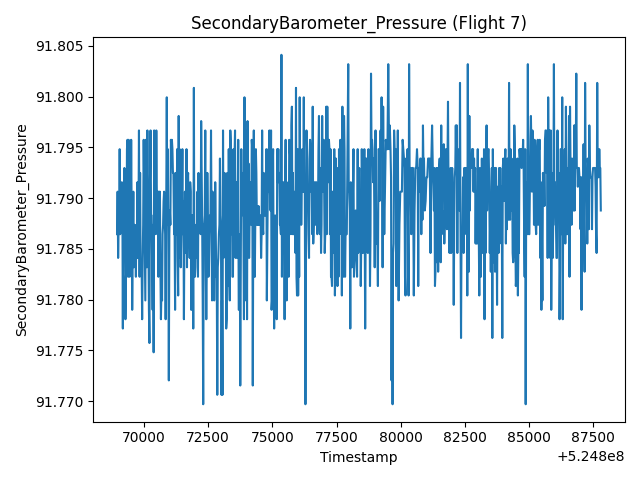 SecondaryBarometer_Pressure (Flight 7)
SecondaryBarometer_Pressure
91.805
91.800
91.795
91.790
91.785
91.780
91.775
91.770
70000 72500 75000 77500 80000 82500 85000 87500
+5.248e8
Timestamp